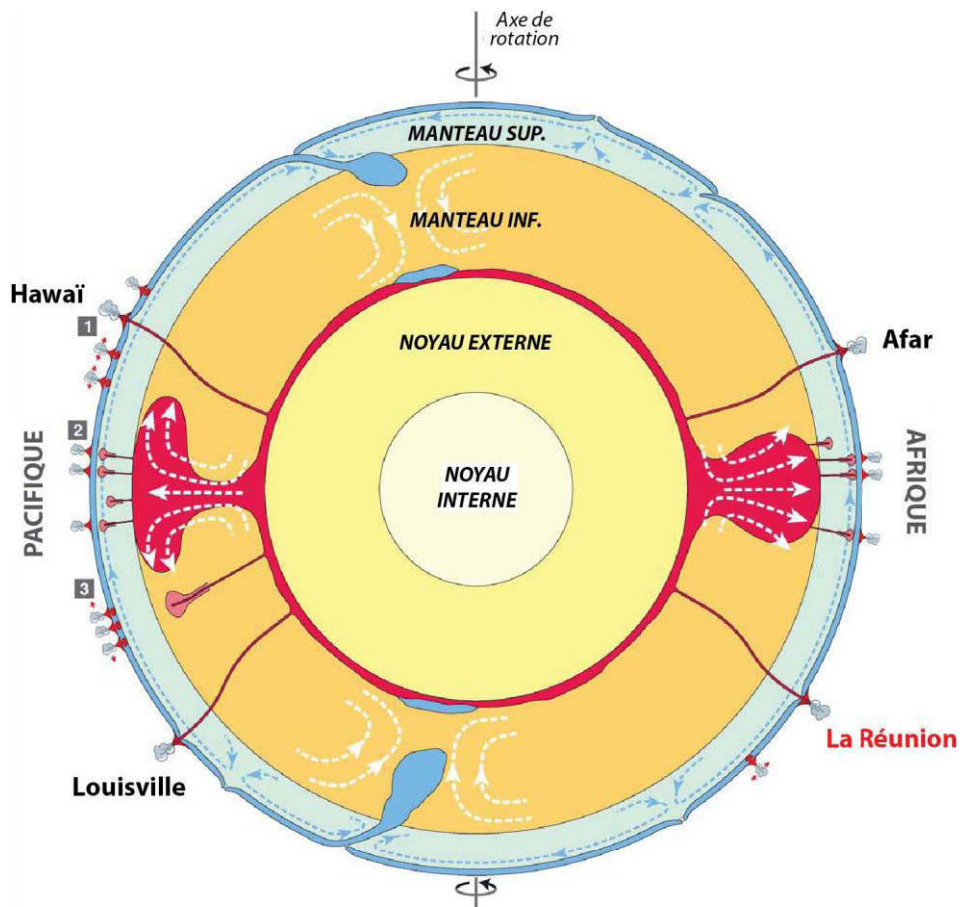 Axe de
rotation
MANTEAU SUP.
MANTEAU INF.
Hawaï
1
NOYAU EXTERNE
Afar
2
PACIFIQUE
NOYAU
INTERNE
AFRIQUE
3
La Réunion
Louisville